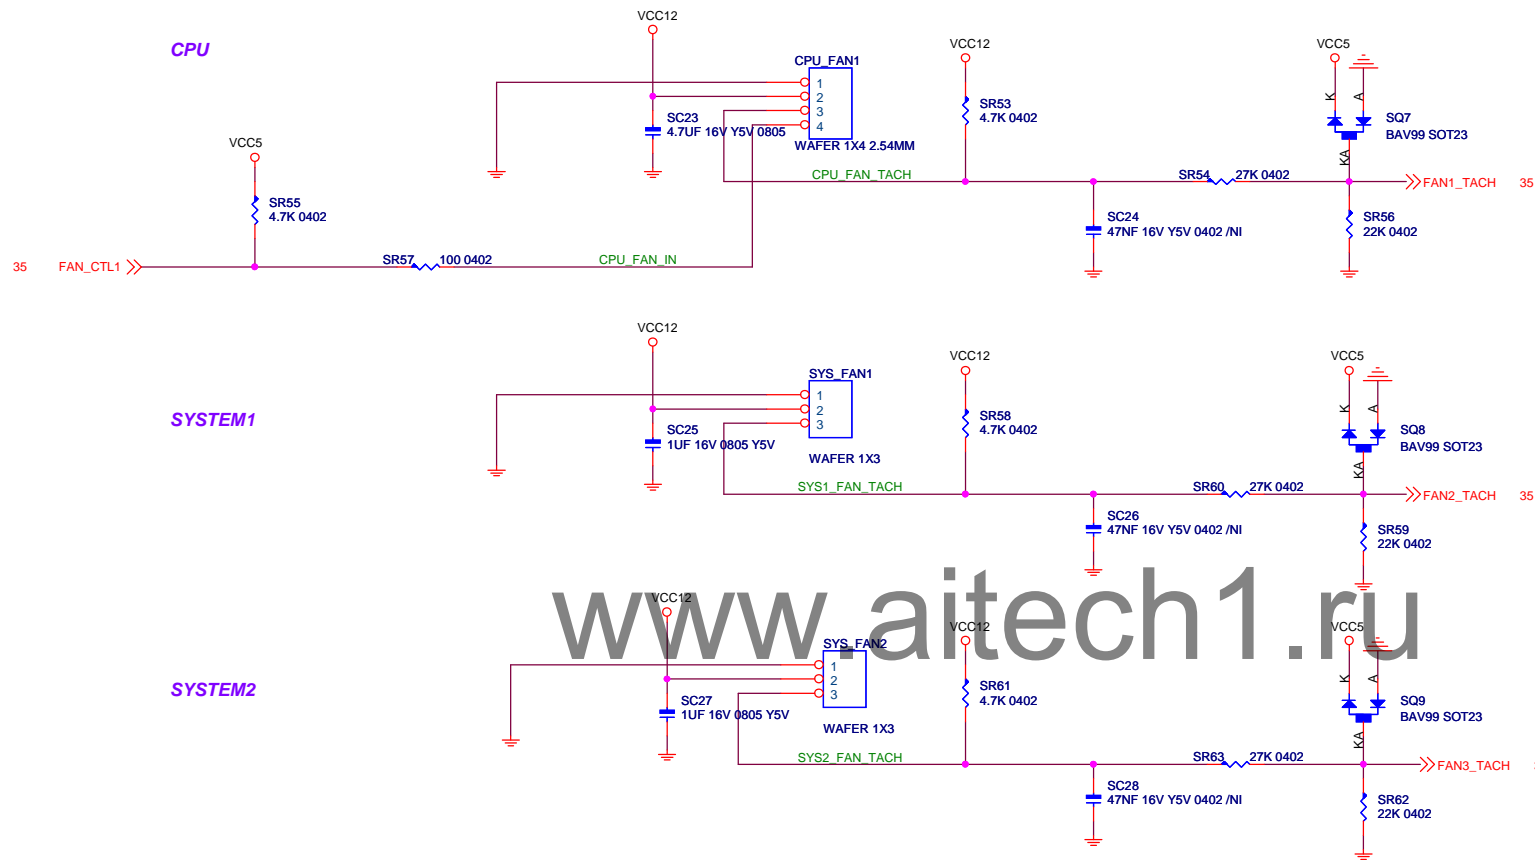 CPU
VCC12
CPU_FAN1
1
2
3
4
SC23
4.7UF 16V Y5V 0805
WAFER 1X4 2.54MM
VCC12
SR53
4.7K 0402
VCC5
K
A
SQ7
BAV99 SOT23
KA
VCC5
SR55
4.7K 0402
CPU_FAN_TACH
SR54
27K 0402
FAN1_TACH
35
SC24
47NF 16V Y5V 0402 /NI
SR56
22K 0402
35
FAN_CTL1
SR57
100 0402
CPU_FAN_IN
SYSTEM1
VCC12
SYS_FAN1
1
2
3
SC25
1UF 16V 0805 Y5V
WAFER 1X3
VCC12
SR58
4.7K 0402
VCC5
K
A
SQ8
BAV99 SOT23
KA
SYS1_FAN_TACH
SR60
27K 0402
FAN2_TACH
35
SC26
47NF 16V Y5V 0402 /NI
SR59
22K 0402
www.aitech1.ru
SYSTEM2
VCC12
SYS_FAN2
1
2
3
SC27
1UF 16V 0805 Y5V
WAFER 1X3
VCC12
SR61
4.7K 0402
VCC5
K
A
SQ9
BAV99 SOT23
KA
SYS2_FAN_TACH
SR63
27K 0402
FAN3_TACH
SC28
47NF 16V Y5V 0402 /NI
SR62
22K 0402